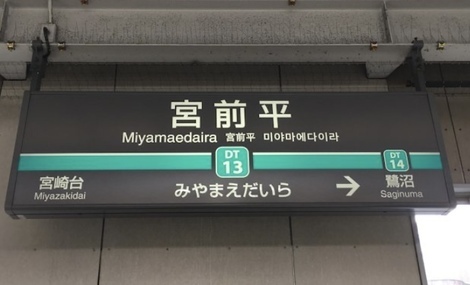 宮前平
Miyamaedaira 宮前平 미야마에다이라
DT
13
DT
14
宮崎台
Miyazakidai
みやまえだいら
→
鷺沼
Saginuma